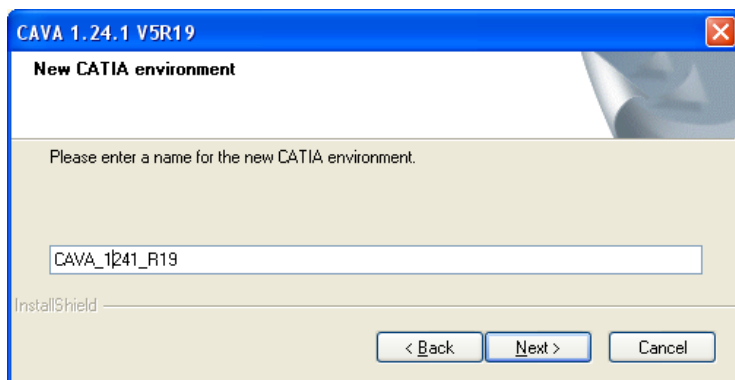 CAVA 1.24.1 V5R19
New CATIA environment
Please enter a name for the new CATIA environment.
CAVA_1241_R19
InstallShield
< Back Next > Cancel